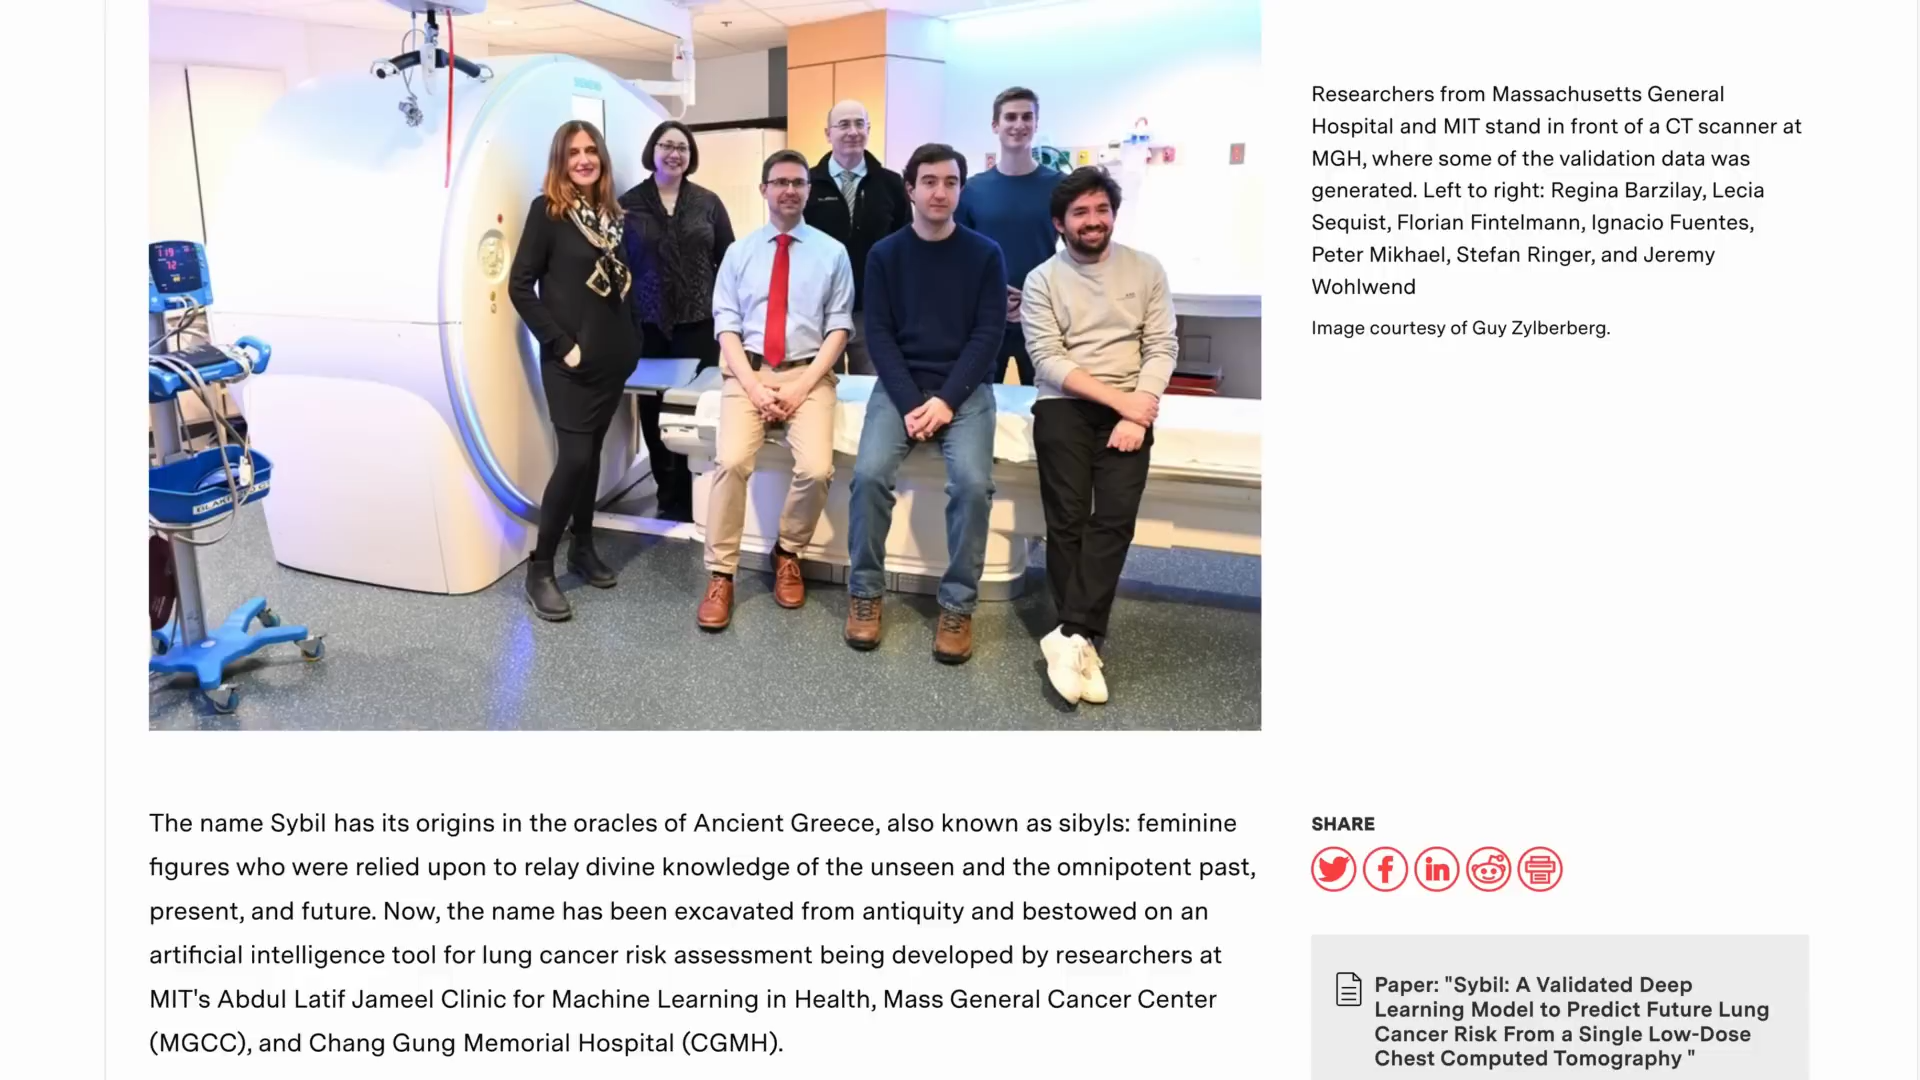 Researchers from Massachusetts General
Hospital and MIT stand in front of a CT scanner at
MGH, where some of the validation data was
generated. Left to right: Regina Barzilay, Lecia
Sequist, Florian Fintelmann, Ignacio Fuentes,
Peter Mikhael, Stefan Ringer, and Jeremy
Wohlwend
Image courtesy of Guy Zylberberg.
The name Sybil has its origins in the oracles of Ancient Greece, also known as sibyls: feminine
figures who were relied upon to relay divine knowledge of the unseen and the omnipotent past,
present, and future. Now, the name has been excavated from antiquity and bestowed on an
artificial intelligence tool for lung cancer risk assessment being developed by researchers at
MIT's Abdul Latif Jameel Clinic for Machine Learning in Health, Mass General Cancer Center
(MGCC), and Chang Gung Memorial Hospital (CGMH).
SHARE
Paper: "Sybil: A Validated Deep
Learning Model to Predict Future Lung
Cancer Risk From a Single Low-Dose
Chest Computed Tomography "